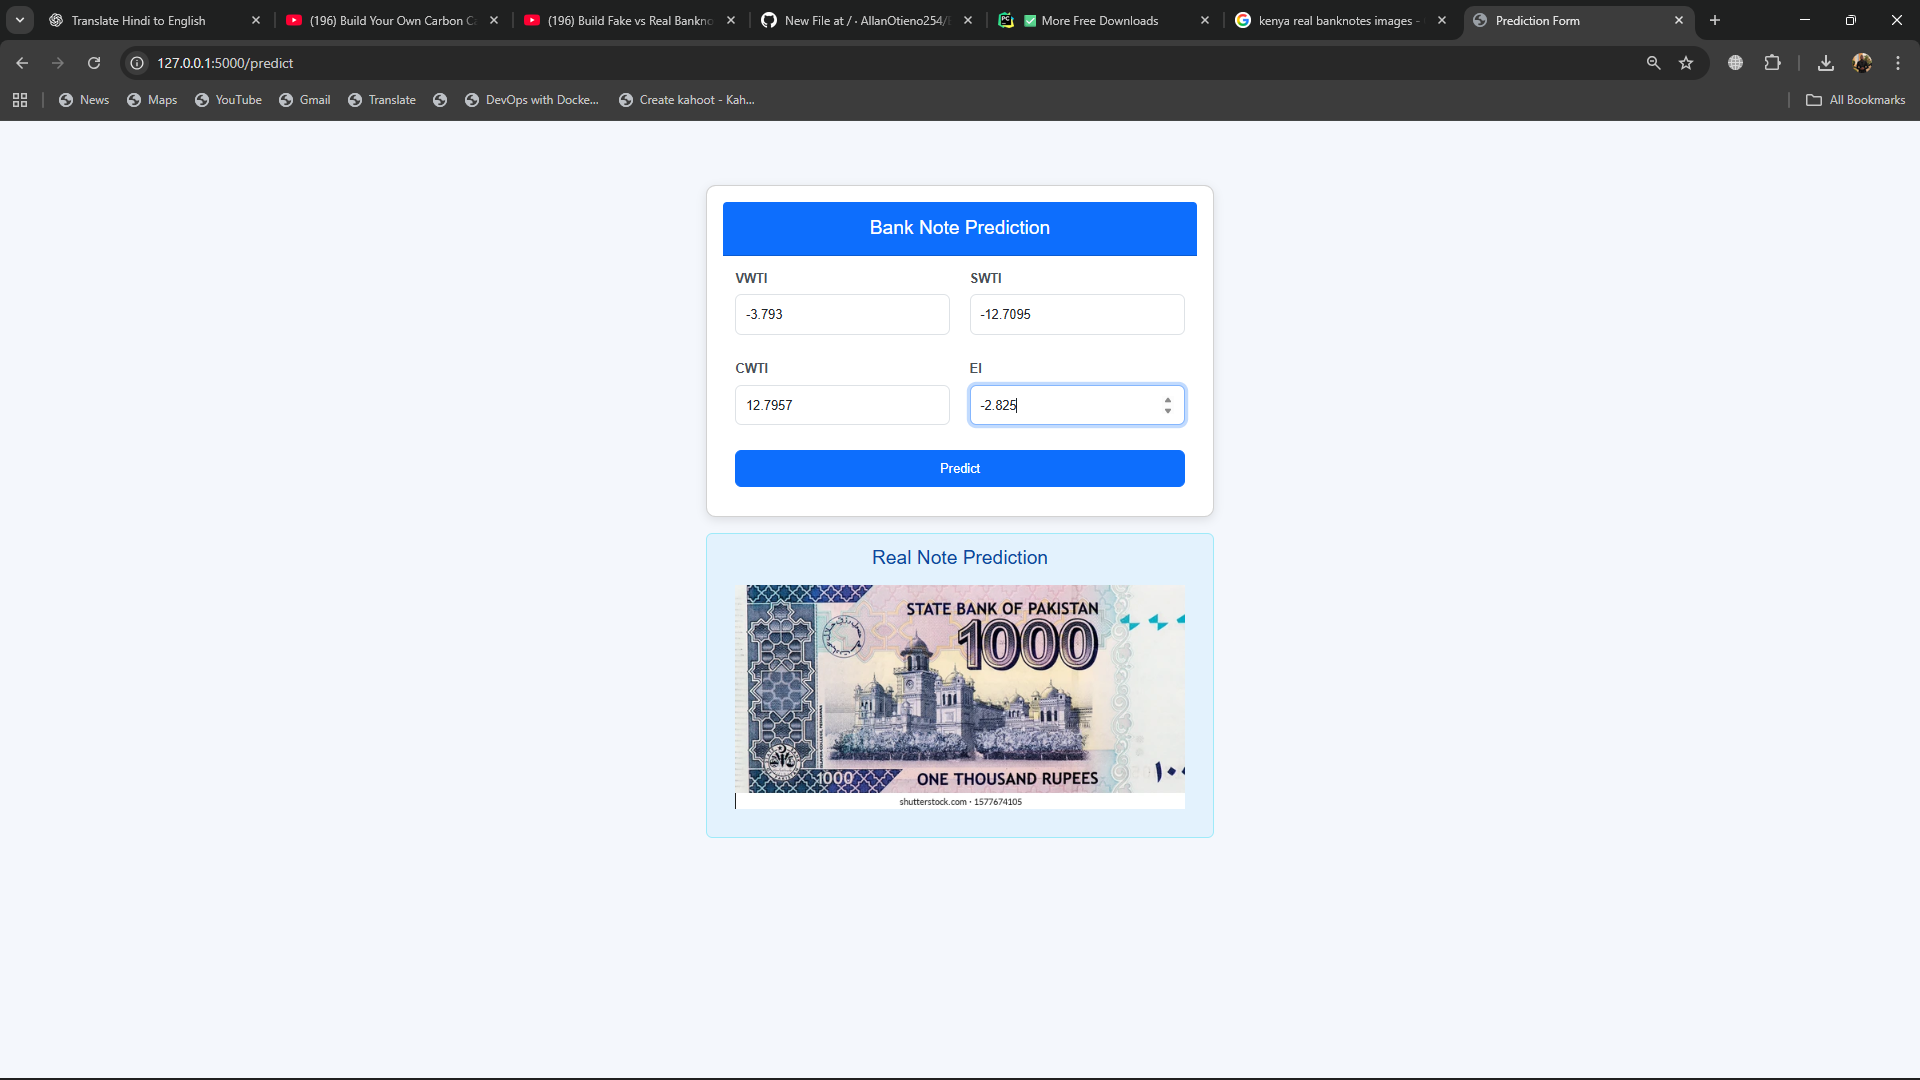 Translate Hindi to English
(196) Build Your Own Carbon C
(196) Build Fake vs Real Bankno
New File at / · AllanOtieno254/
More Free Downloads
kenya real banknotes images -
Prediction Form
127.0.0.1:5000/predict
News
Maps
YouTube
Gmail
Translate
DevOps with Docke...
Create kahoot - Kah...
All Bookmarks
Bank Note Prediction
VWTI
SWTI
-3.793
-12.7095
CWTI
EI
12.7957
-2.825
Predict
Real Note Prediction
STATE BANK OF PAKISTAN
1000
1000
ONE THOUSAND RUPEES
shutterstock.com · 1577674105